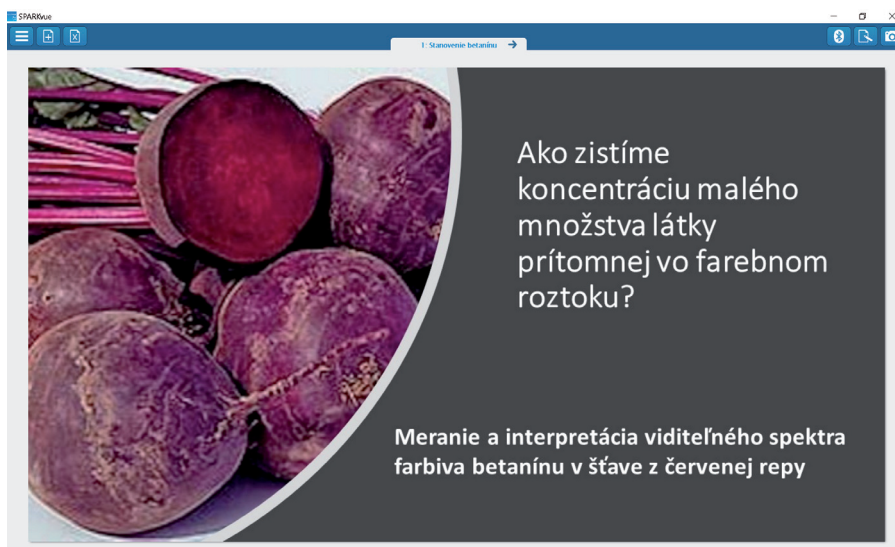 SPARKvue
1: Stanovenie betanínu
Ako zistíme
koncentráciu malého
množstva látky
prítomnej vo farebnom
roztoku?
Meranie a interpretácia viditeľného spektra
farbiva betanínu v šťave z červenej repy